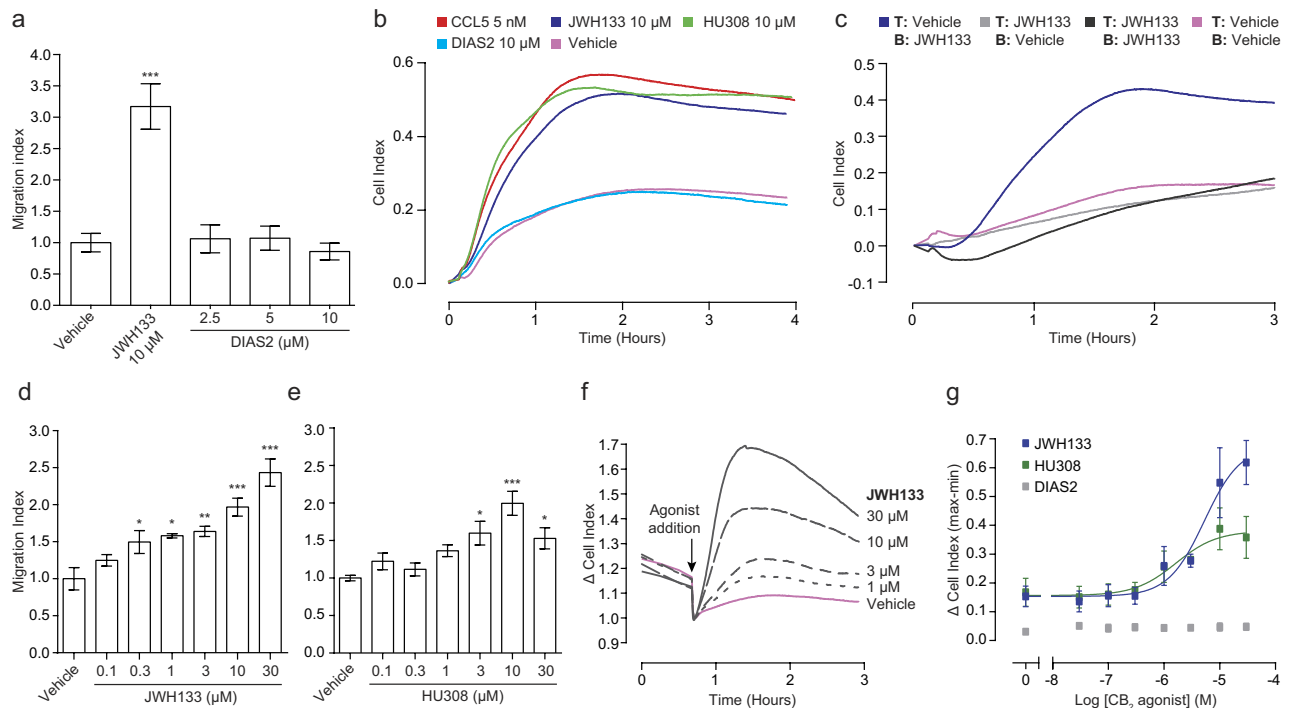 a
Migration index
4.0
3.5
3.0
2.5
2.0
1.5
1.0
0.5
0.0
***
Vehicle
JWH133
10 µM
2.5
5
10
DIAS2 (µM)
b
CCL5 5 nM
JWH133 10 µM
HU308 10 µM
DIAS2 10 µM
Vehicle
Cell Index
0.6
0.4
0.2
0.0
0
1
2
3
4
Time (Hours)
c
T: Vehicle
B: JWH133
T: JWH133
B: Vehicle
T: JWH133
B: JWH133
T: Vehicle
B: Vehicle
Cell Index
0.5
0.4
0.3
0.2
0.1
0.0
-0.1
0
1
2
3
Time (Hours)
d
Migration Index
3.0
2.5
2.0
1.5
1.0
0.5
0.0
*
*
**
***
***
Vehicle
0.1
0.3
1
3
10
30
JWH133 (µM)
e
3.0
2.5
2.0
1.5
1.0
0.5
0.0
*
***
*
Vehicle
0.1
0.3
1
3
10
30
HU308 (µM)
f
Δ Cell Index
1.7
1.6
1.5
1.4
1.3
1.2
1.1
1.0
0.9
Agonist
addition
JWH133
30 µM
10 µM
3 µM
1 µM
Vehicle
0
1
2
3
Time (Hours)
g
Δ Cell Index (max-min)
0.7
0.6
0.5
0.4
0.3
0.2
0.1
0.0
JWH133
HU308
DIAS2
0
-8
-7
-6
-5
-4
Log [CB₂ agonist] (M)